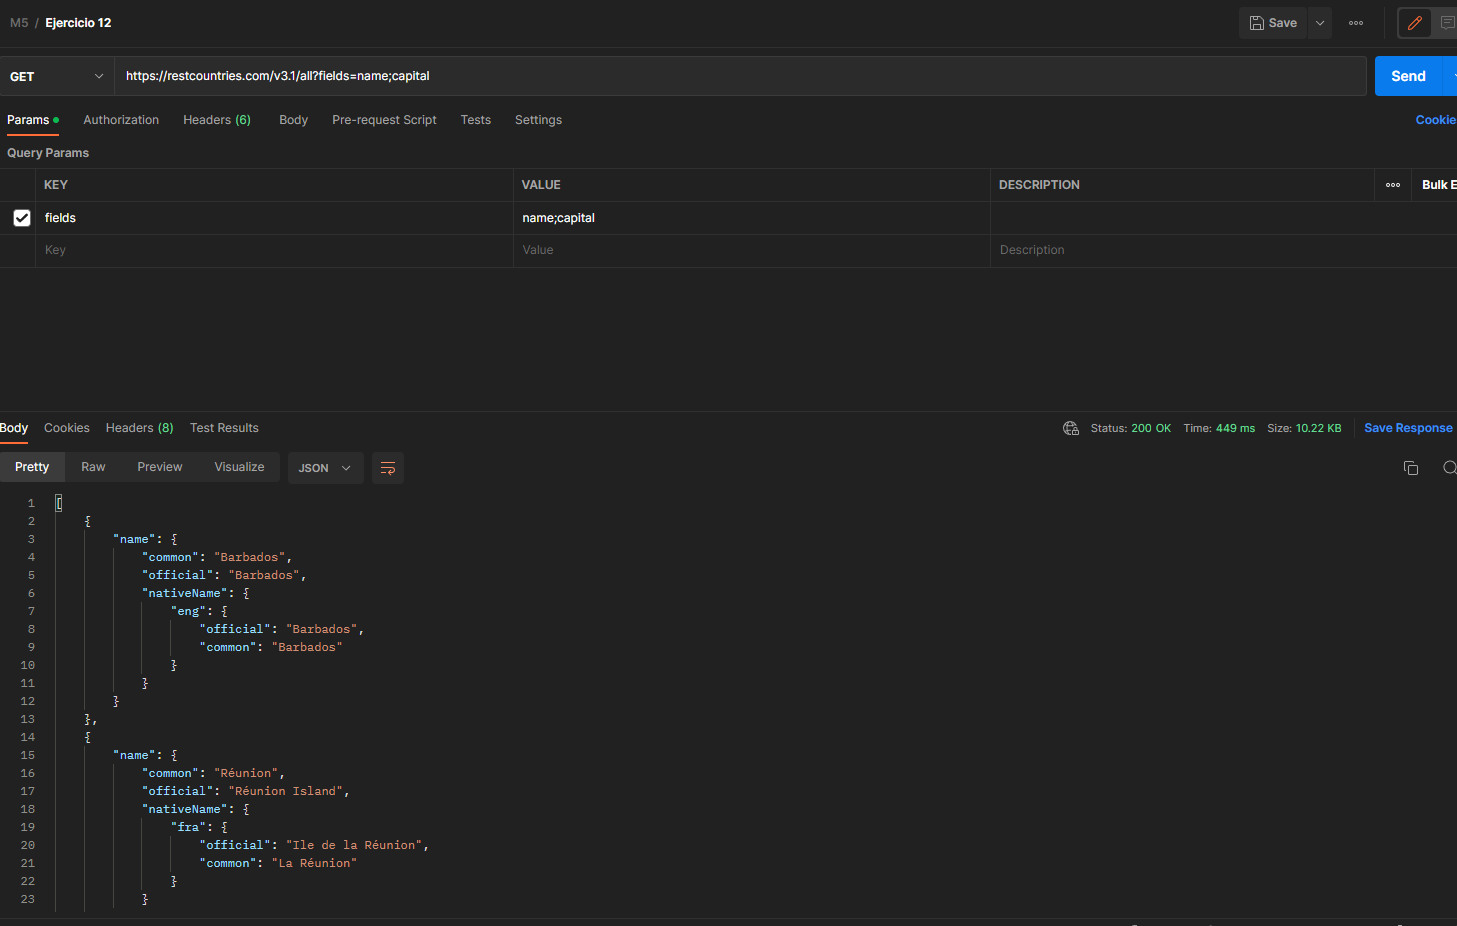 M5 / Ejercicio 12
Save
GET https://restcountries.com/v3.1/all?fields=name;capital
Send
Params Authorization Headers (6) Body Pre-request Script Tests Settings
Cookie
Query Params
KEY VALUE DESCRIPTION Bulk E
fields name;capital
Key Value Description
Body Cookies Headers (8) Test Results
Status: 200 OK Time: 449 ms Size: 10.22 KB Save Response
Pretty Raw Preview Visualize JSON
1 [
2 {
3 "name": {
4 "common": "Barbados",
5 "official": "Barbados",
6 "nativeName": {
7 "eng": {
8 "official": "Barbados",
9 "common": "Barbados"
10 }
11 }
12 }
13 },
14 {
15 "name": {
16 "common": "Réunion",
17 "official": "Réunion Island",
18 "nativeName": {
19 "fra": {
20 "official": "Ile de la Réunion",
21 "common": "La Réunion"
22 }
23 }